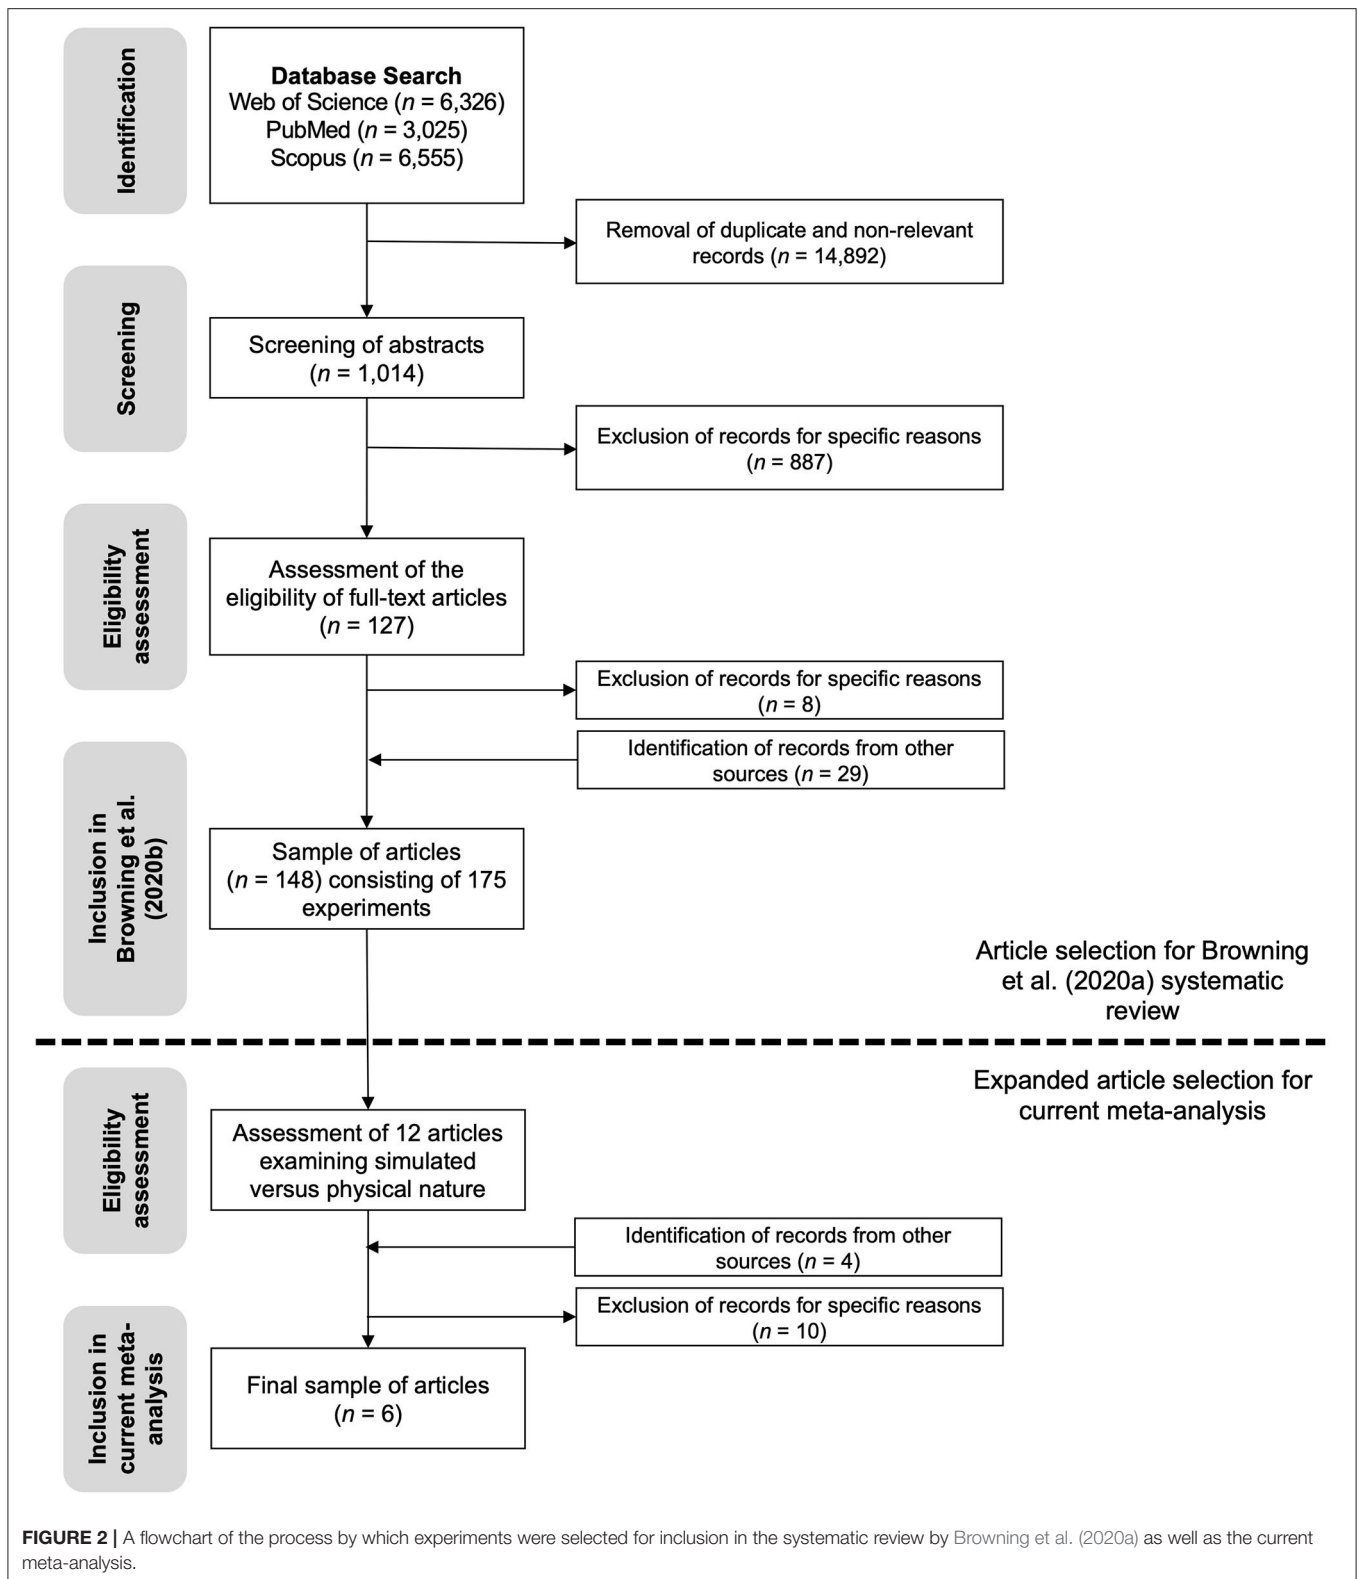 Identification
Database Search
Web of Science (n = 6,326)
PubMed (n = 3,025)
Scopus (n = 6,555)
Removal of duplicate and non-relevant
records (n = 14,892)
Screening
Screening of abstracts
(n = 1,014)
Exclusion of records for specific reasons
(n = 887)
Eligibility
assessment
Assessment of the
eligibility of full-text articles
(n = 127)
Exclusion of records for specific reasons
(n = 8)
Identification of records from other
sources (n = 29)
Inclusion in
Browning et al.
(2020b)
Sample of articles
(n = 148) consisting of 175
experiments
Article selection for Browning
et al. (2020a) systematic
review
Expanded article selection for
current meta-analysis
Eligibility
assessment
Assessment of 12 articles
examining simulated
versus physical nature
Identification of records from other
sources (n = 4)
Exclusion of records for specific reasons
(n = 10)
Inclusion in
current meta-
analysis
Final sample of articles
(n = 6)
FIGURE 2 | A flowchart of the process by which experiments were selected for inclusion in the systematic review by Browning et al. (2020a) as well as the current
meta-analysis.